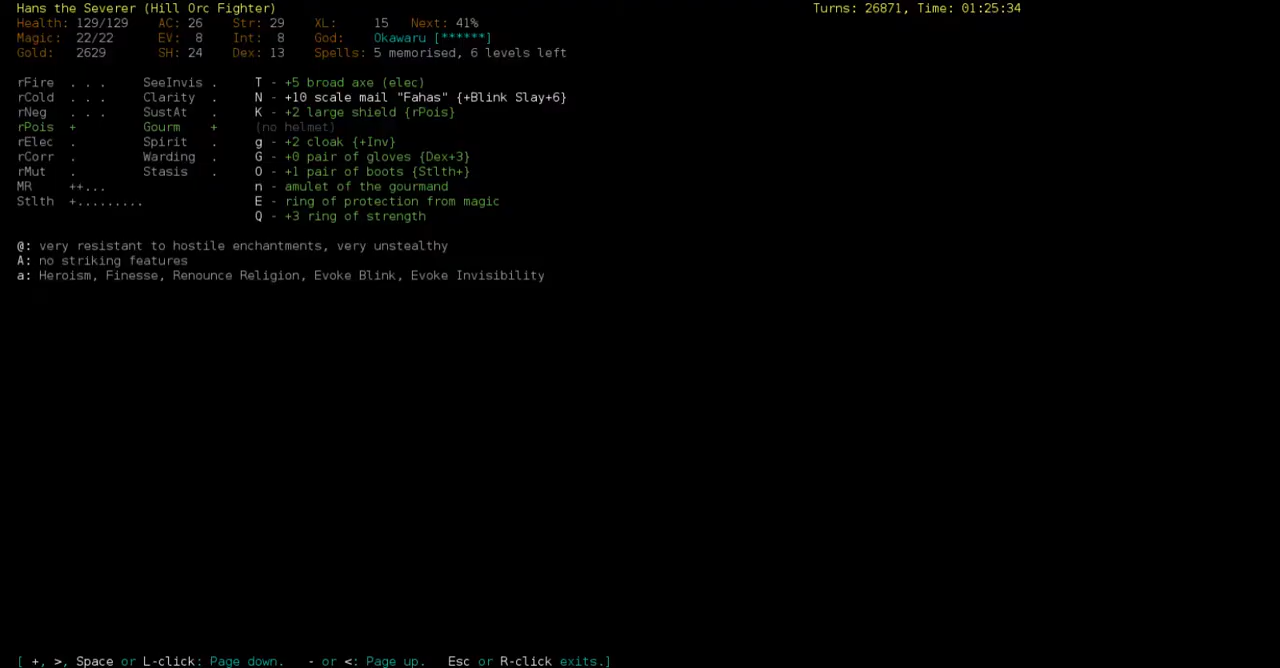 Hans the Severer (Hill Orc Fighter) Turns: 26871, Time: 01:25:34
Health: 129/129 AC: 26 Str: 29 XL: 15 Next: 41%
Magic: 22/22 EV: 8 Int: 8 God: Okawaru [******]
Gold: 2629 SH: 24 Dex: 13 Spells: 5 memorised, 6 levels left
rFire . . . SeeInvis . T - +5 broad axe (elec)
rCold . . . Clarity . N - +10 scale mail "Fahas" {+Blink Slay+6}
rNeg . . . SustAt . K - +2 large shield {rPois}
rPois + Gourm + (no helmet)
rElec . Spirit . g - +2 cloak {+Inv}
rCorr . Warding . G - +0 pair of gloves {Dex+3}
rMut . Stasis . O - +1 pair of boots {Stlth+}
MR ++... n - amulet of the gourmand
Stlth +......... E - ring of protection from magic
Q - +3 ring of strength
@: very resistant to hostile enchantments, very unstealthy
A: no striking features
a: Heroism, Finesse, Renounce Religion, Evoke Blink, Evoke Invisibility
[ +, >, Space or L-click: Page down. - or <: Page up. Esc or R-click exits.]